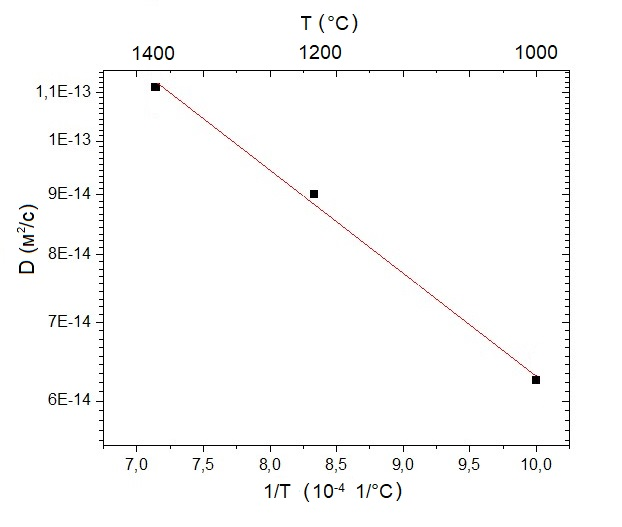 T (°C)
1400 1200 1000
D (м²/с)
1,1E-13
1E-13
9E-14
8E-14
7E-14
6E-14
7,0 7,5 8,0 8,5 9,0 9,5 10,0
1/T (10⁻⁴ 1/°C)